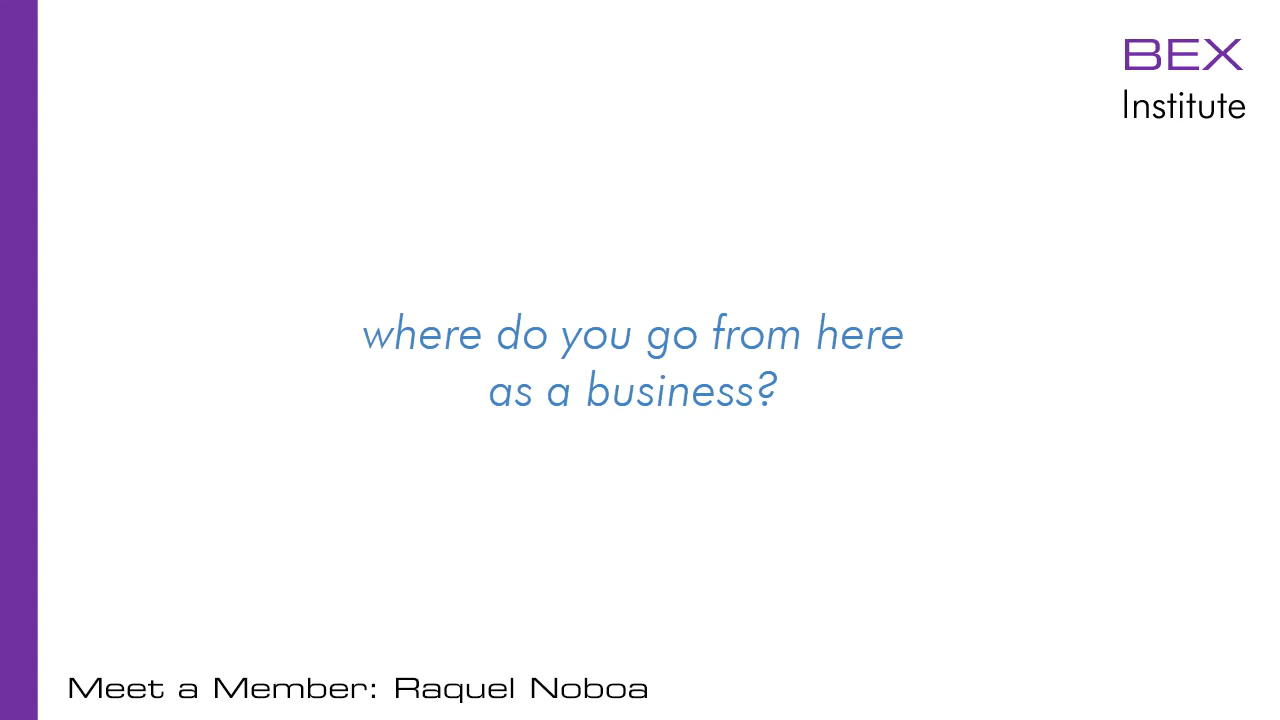 BEX
Institute
where do you go from here
as a business?
Meet a Member: Raquel Noboa